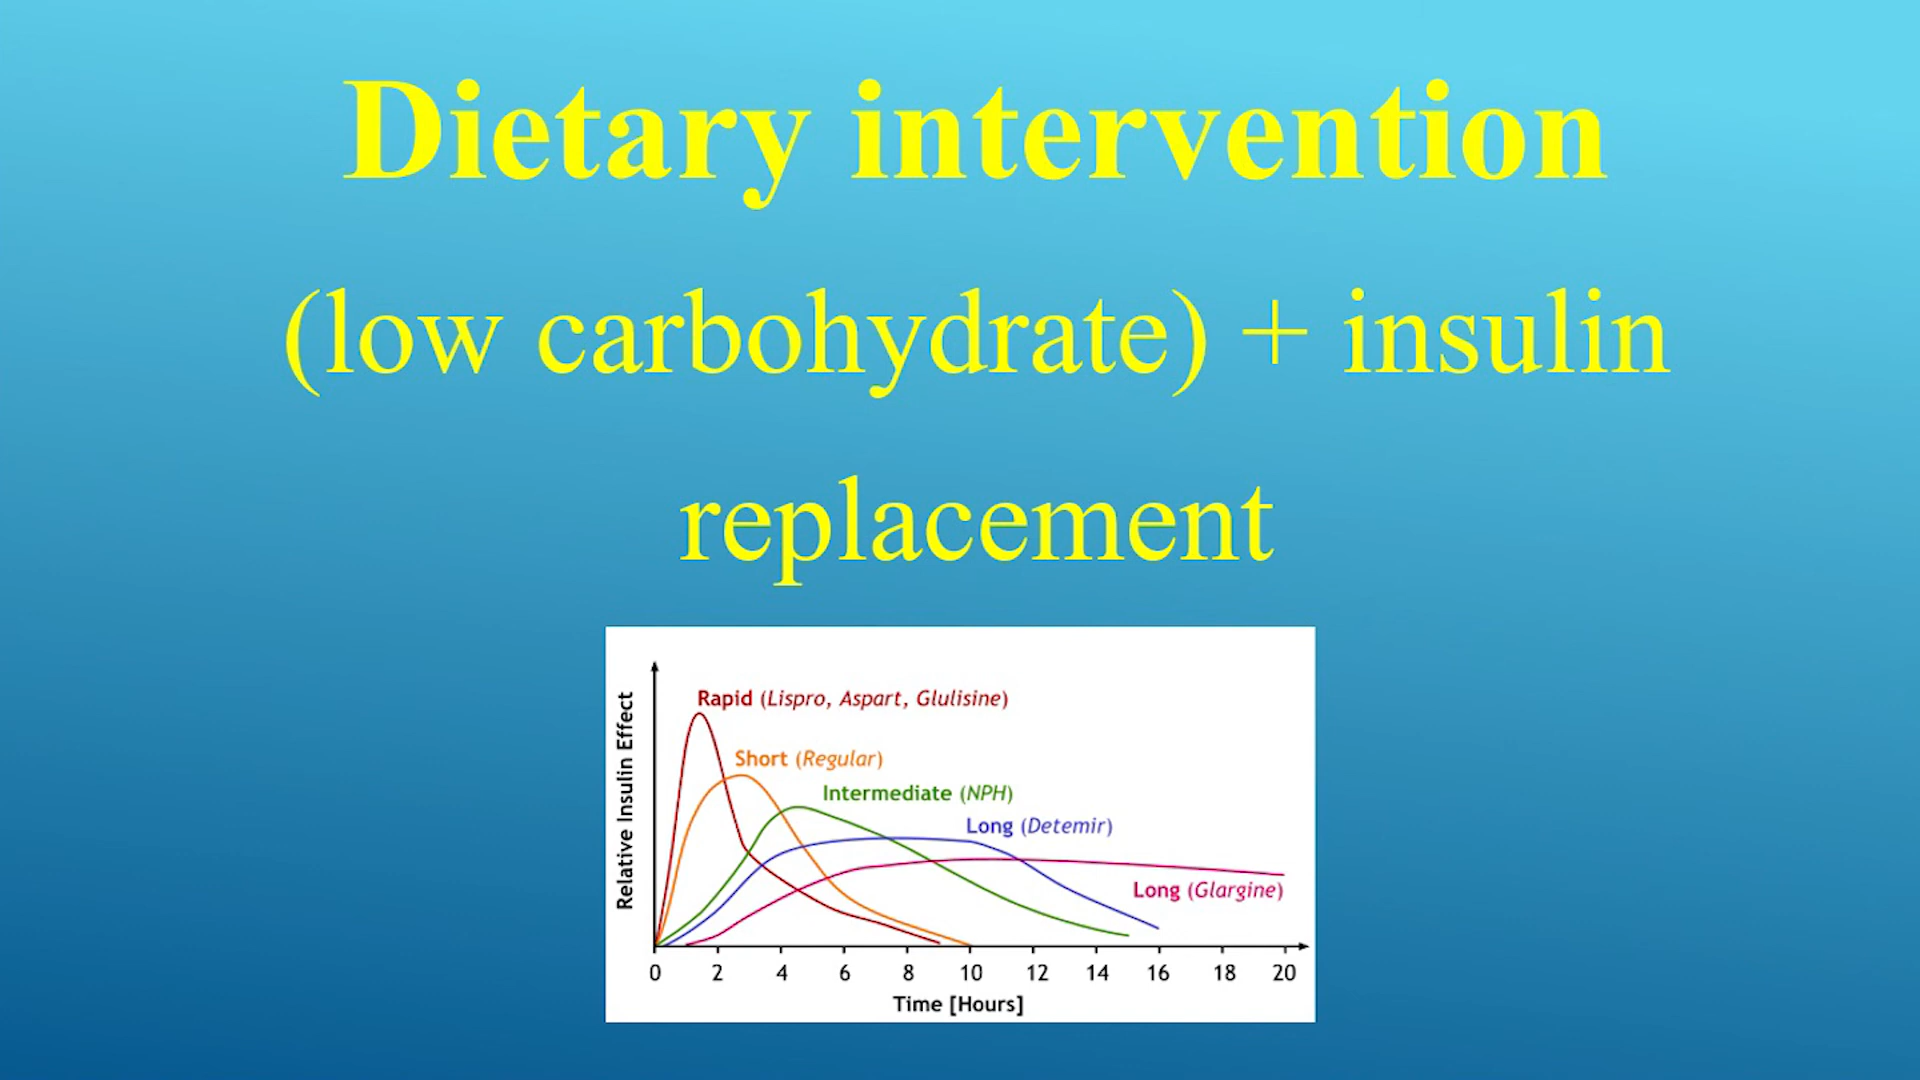 Dietary intervention
(low carbohydrate) + insulin
replacement
Relative Insulin Effect
Rapid (Lispro, Aspart, Glulisine)
Short (Regular)
Intermediate (NPH)
Long (Detemir)
Long (Glargine)
0 2 4 6 8 10 12 14 16 18 20
Time [Hours]